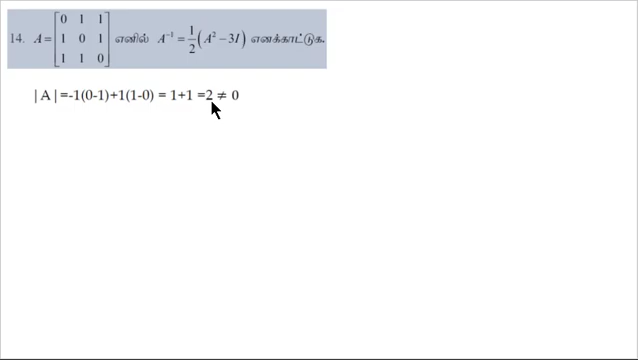 14. A = [0 1 1; 1 0 1; 1 1 0] எனில் A⁻¹ = 1/2 (A² − 3I) எனக்காட்டுக.
| A | =-1(0-1)+1(1-0) = 1+1 =2 ≠ 0